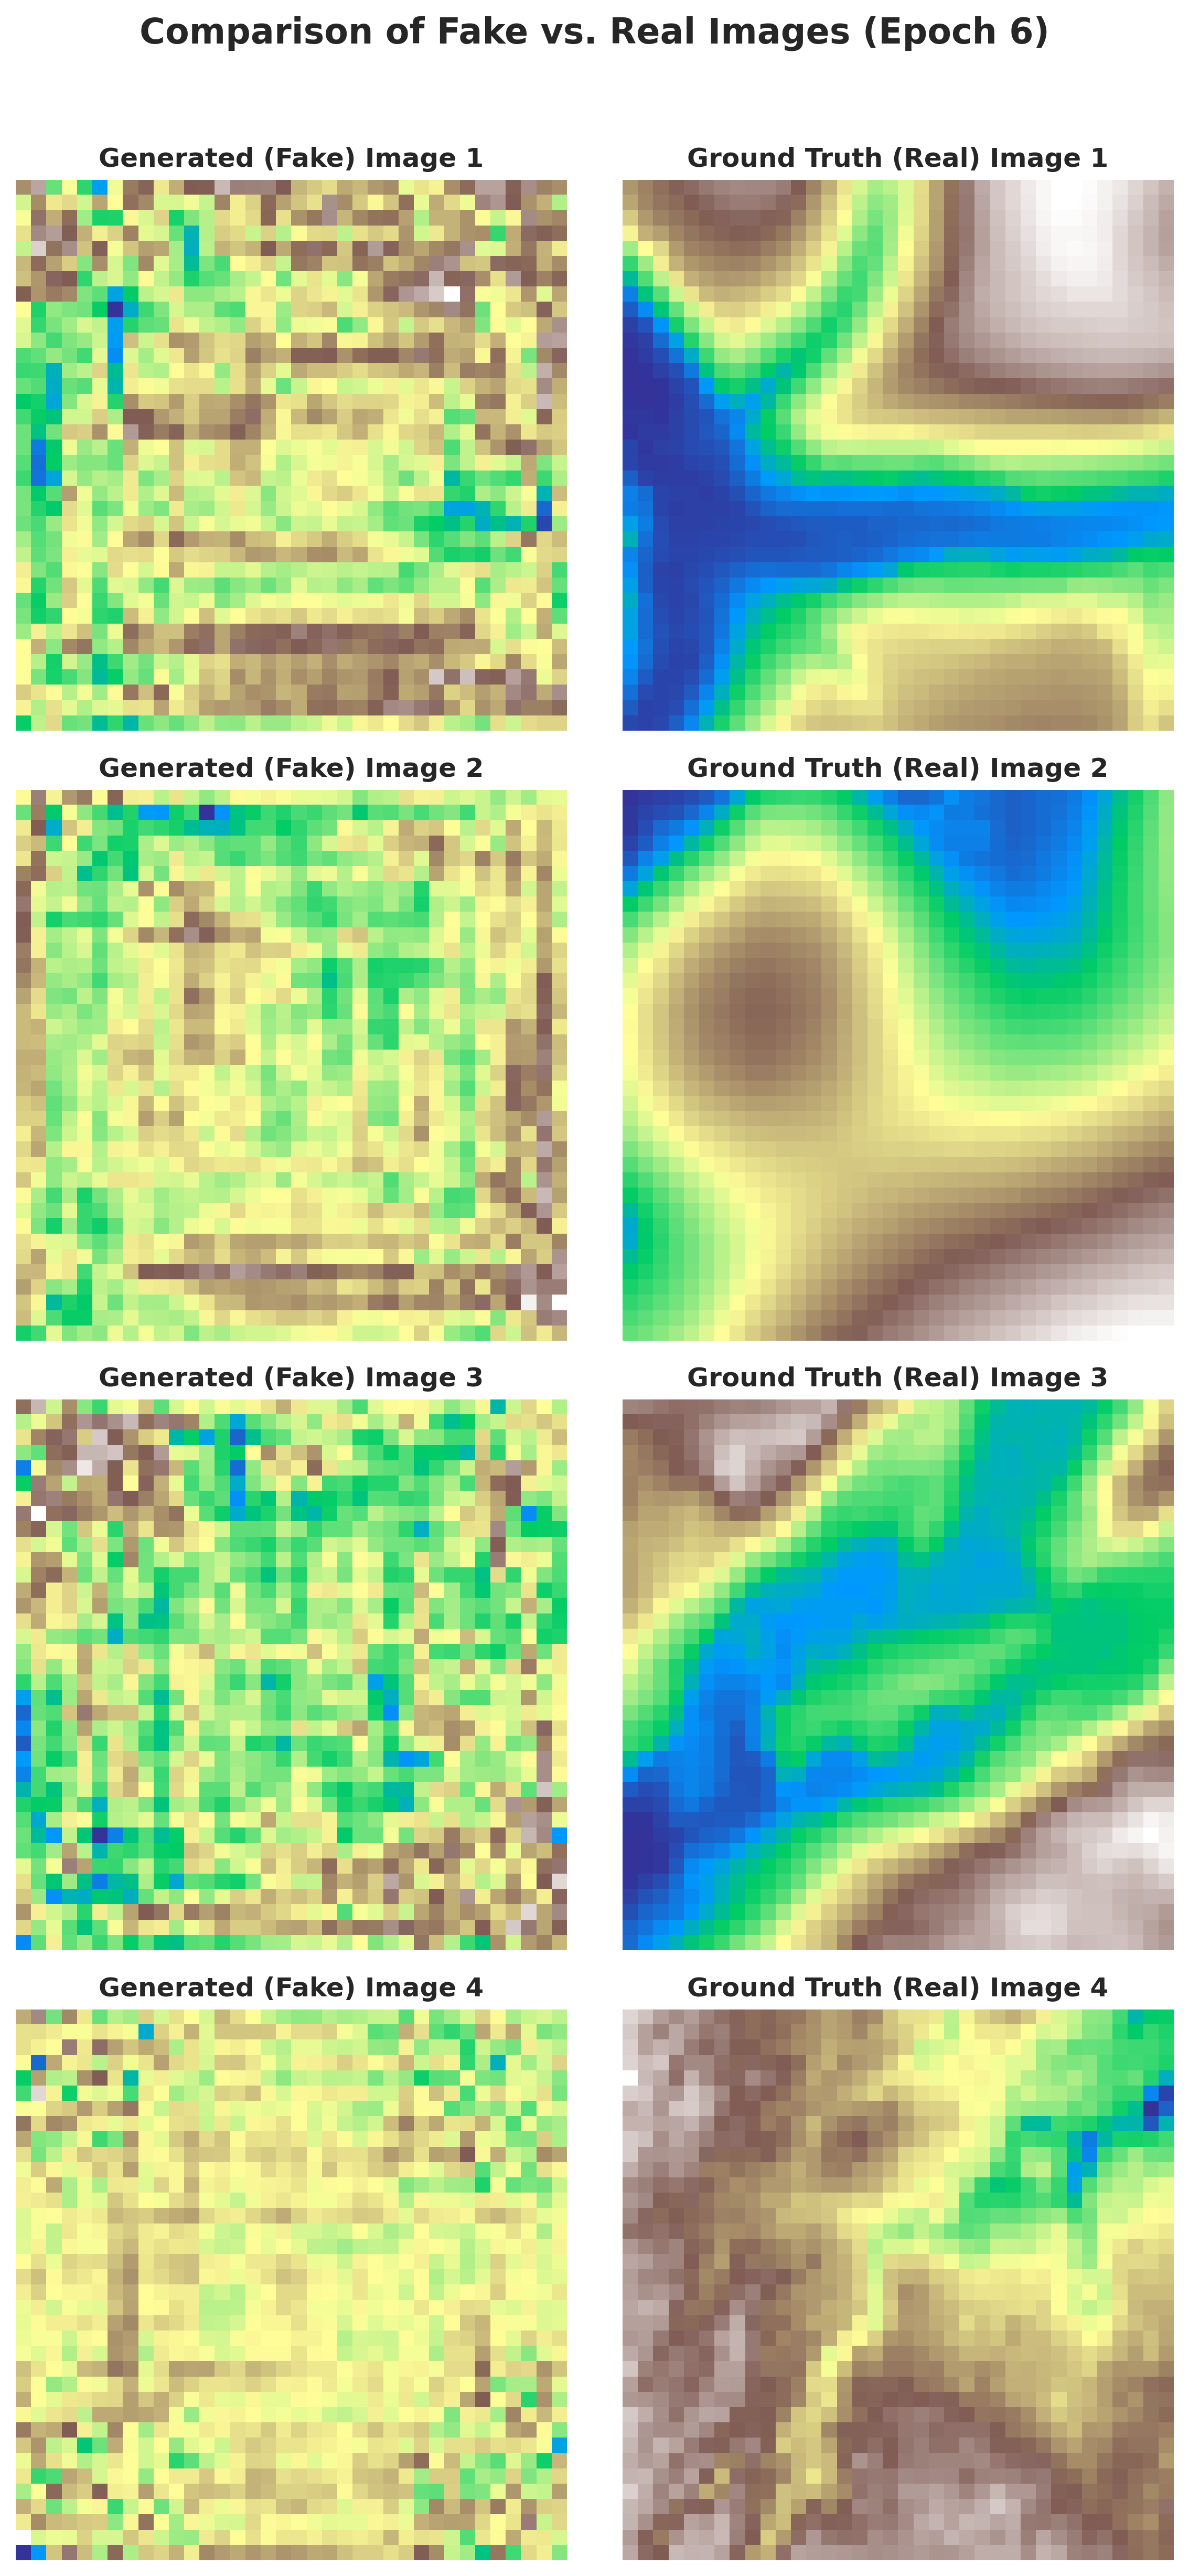 Comparison of Fake vs. Real Images (Epoch 6)
Generated (Fake) Image 1
Ground Truth (Real) Image 1
Generated (Fake) Image 2
Ground Truth (Real) Image 2
Generated (Fake) Image 3
Ground Truth (Real) Image 3
Generated (Fake) Image 4
Ground Truth (Real) Image 4